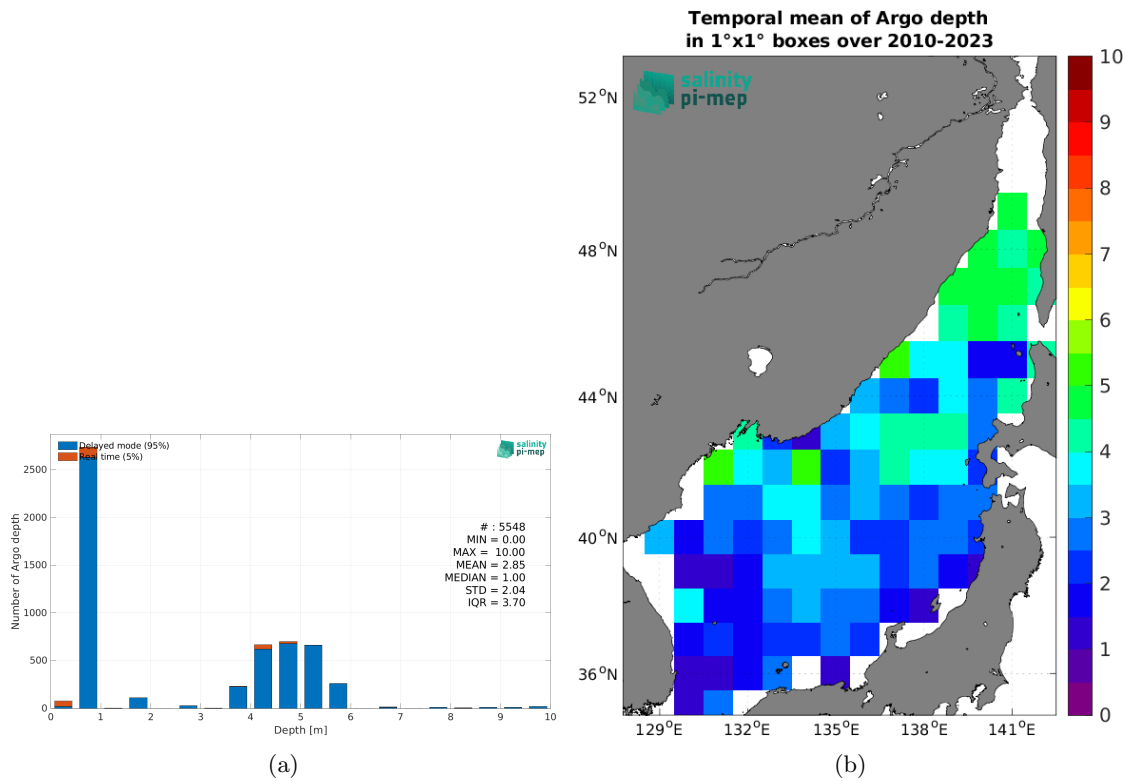 Temporal mean of Argo depth
in 1°x1° boxes over 2010-2023
salinity
pi-mep
52°N
48°N
44°N
40°N
36°N
129°E
132°E
135°E
138°E
141°E
10
9
8
7
6
5
4
3
2
1
0
(b)
Delayed mode (95%)
Real time (5%)
salinity
pi-mep
# : 5548
MIN = 0.00
MAX = 10.00
MEAN = 2.85
MEDIAN = 1.00
STD = 2.04
IQR = 3.70
Number of Argo depth
2500
2000
1500
1000
500
0
0 1 2 3 4 5 6 7 8 9 10
Depth [m]
(a)